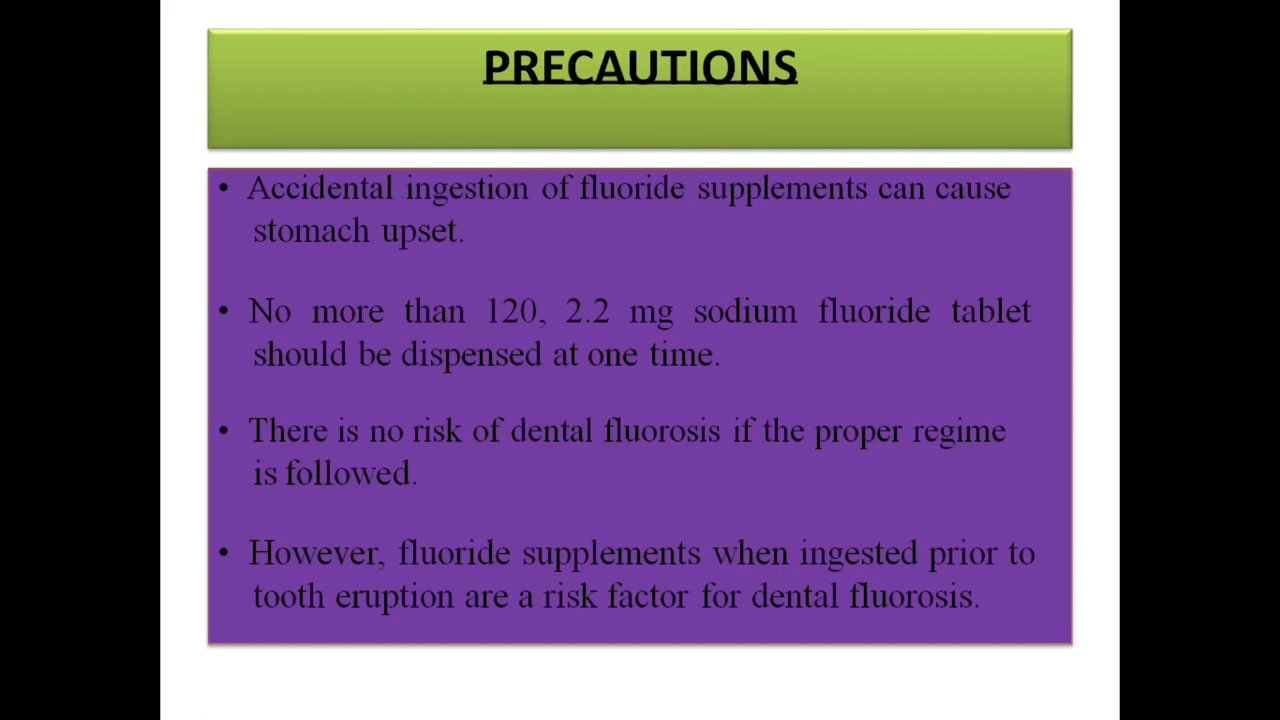 PRECAUTIONS
• Accidental ingestion of fluoride supplements can cause
stomach upset.
• No more than 120, 2.2 mg sodium fluoride tablet
should be dispensed at one time.
• There is no risk of dental fluorosis if the proper regime
is followed.
• However, fluoride supplements when ingested prior to
tooth eruption are a risk factor for dental fluorosis.